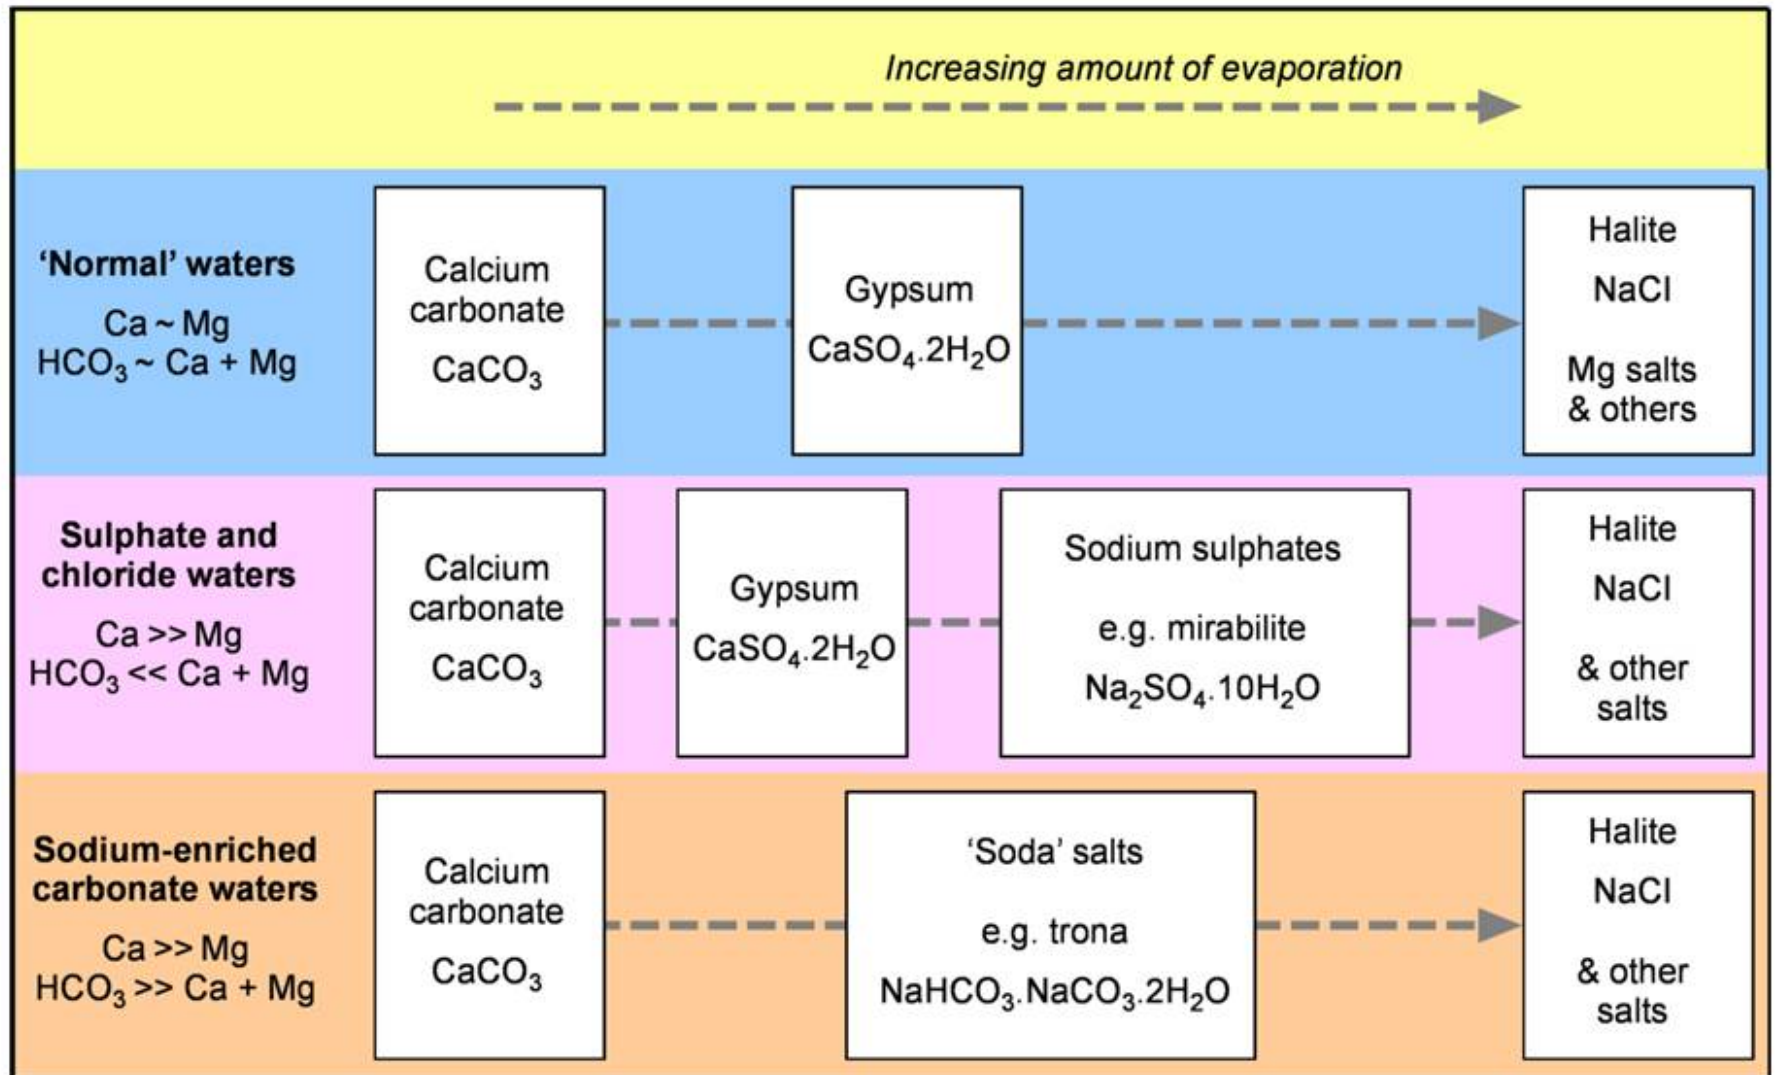 Increasing amount of evaporation
‘Normal’ waters
Ca ~ Mg
HCO₃ ~ Ca + Mg
Calcium
carbonate
CaCO₃
Gypsum
CaSO₄.2H₂O
Halite
NaCl
Mg salts
& others
Sulphate and
chloride waters
Ca >> Mg
HCO₃ << Ca + Mg
Calcium
carbonate
CaCO₃
Gypsum
CaSO₄.2H₂O
Sodium sulphates
e.g. mirabilite
Na₂SO₄.10H₂O
Halite
NaCl
& other
salts
Sodium-enriched
carbonate waters
Ca >> Mg
HCO₃ >> Ca + Mg
Calcium
carbonate
CaCO₃
‘Soda’ salts
e.g. trona
NaHCO₃.NaCO₃.2H₂O
Halite
NaCl
& other
salts